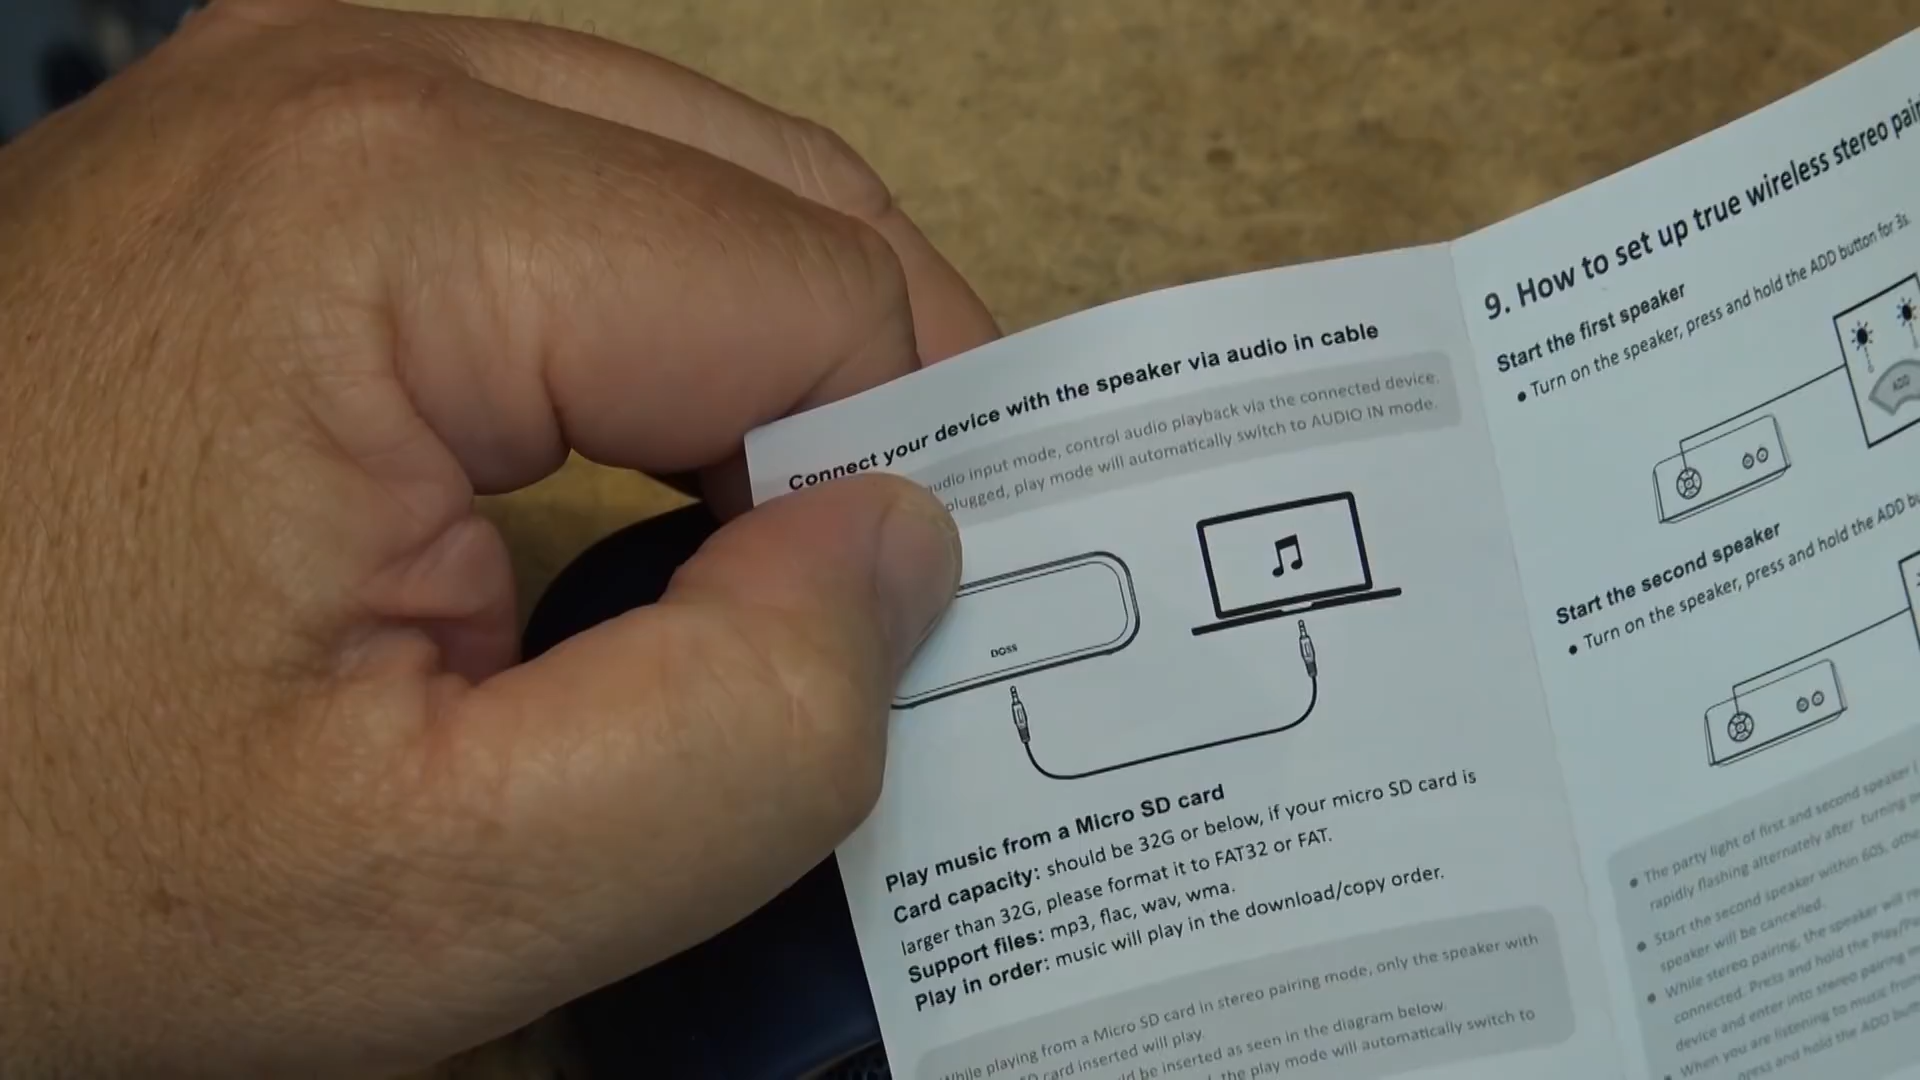 Connect your device with the speaker via audio in cable
audio input mode, control audio playback via the connected device.
plugged, play mode will automatically switch to AUDIO IN mode.
DOSS
Play music from a Micro SD card
Card capacity: should be 32G or below, if your micro SD card is
larger than 32G, please format it to FAT32 or FAT.
Support files: mp3, flac, wav, wma.
Play in order: music will play in the download/copy order.
While playing from a Micro SD card in stereo pairing mode, only the speaker with
card inserted will play.
be inserted as seen in the diagram below.
the play mode will automatically switch to
9. How to set up true wireless stereo
Start the first speaker
● Turn on the speaker, press and hold the ADD button for 3s.
ADD
Start the second speaker
● Turn on the speaker, press and hold the ADD
● The party light of first and second speaker
rapidly flashing alternately after turning
● Start the second speaker within 60S,
speaker will be cancelled.
● While stereo pairing, the speaker will
connected. Press and hold the
device and enter into stereo pairing
● When you are listening to music from
press and hold the ADD